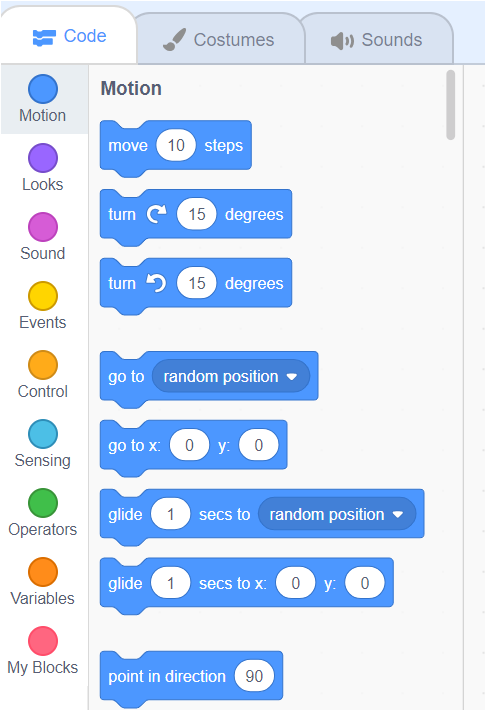 Code Costumes Sounds
Motion
Looks
Sound
Events
Control
Sensing
Operators
Variables
My Blocks
Motion
move 10 steps
turn 15 degrees
turn 15 degrees
go to random position
go to x: 0 y: 0
glide 1 secs to random position
glide 1 secs to x: 0 y: 0
point in direction 90